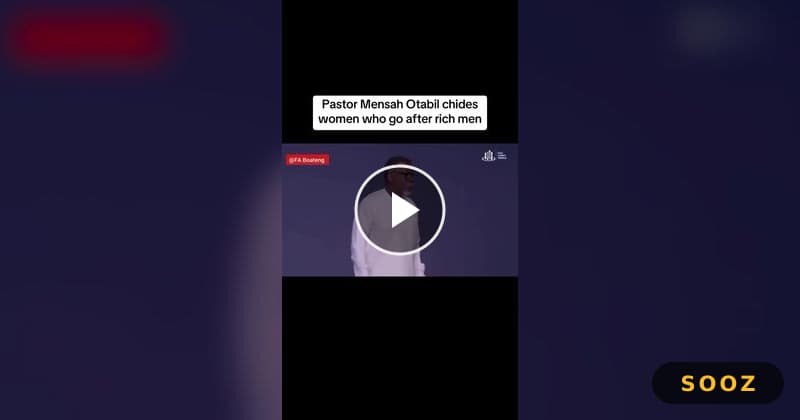 Pastor Mensah Otabil chides
women who go after rich men
@FA Boateng
SOOZ